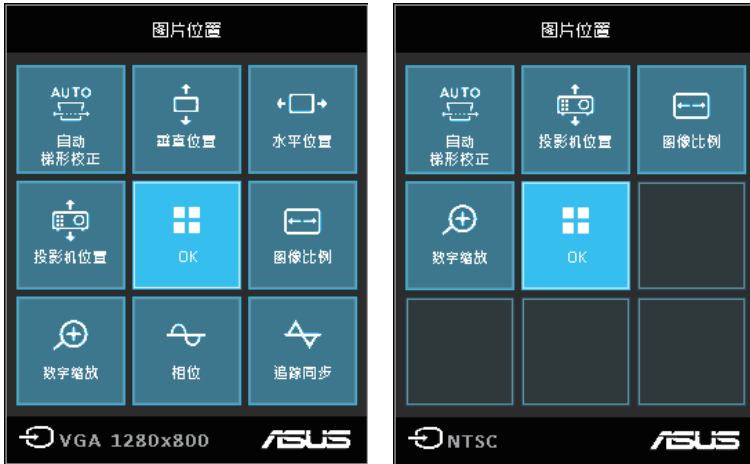 图片位置
AUTO
自动
梯形校正
垂直位置
水平位置
投影机位置
OK
图像比例
数字缩放
相位
追踪同步
VGA 1280x800
ASUS
图片位置
AUTO
自动
梯形校正
投影机位置
图像比例
数字缩放
OK
NTSC
ASUS